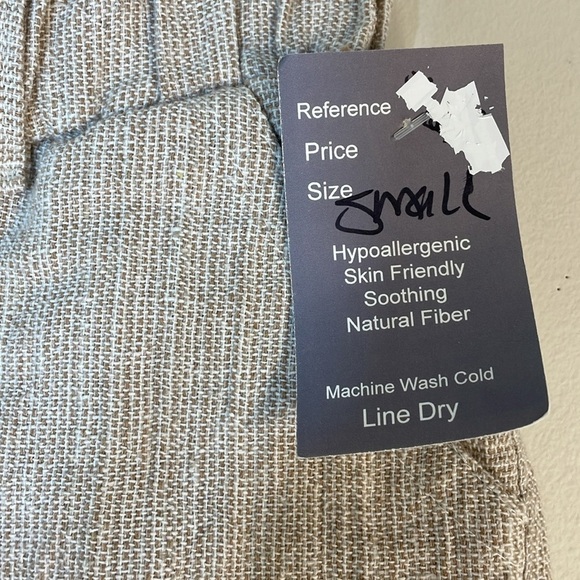 Reference
Price
Size small
Hypoallergenic
Skin Friendly
Soothing
Natural Fiber
Machine Wash Cold
Line Dry